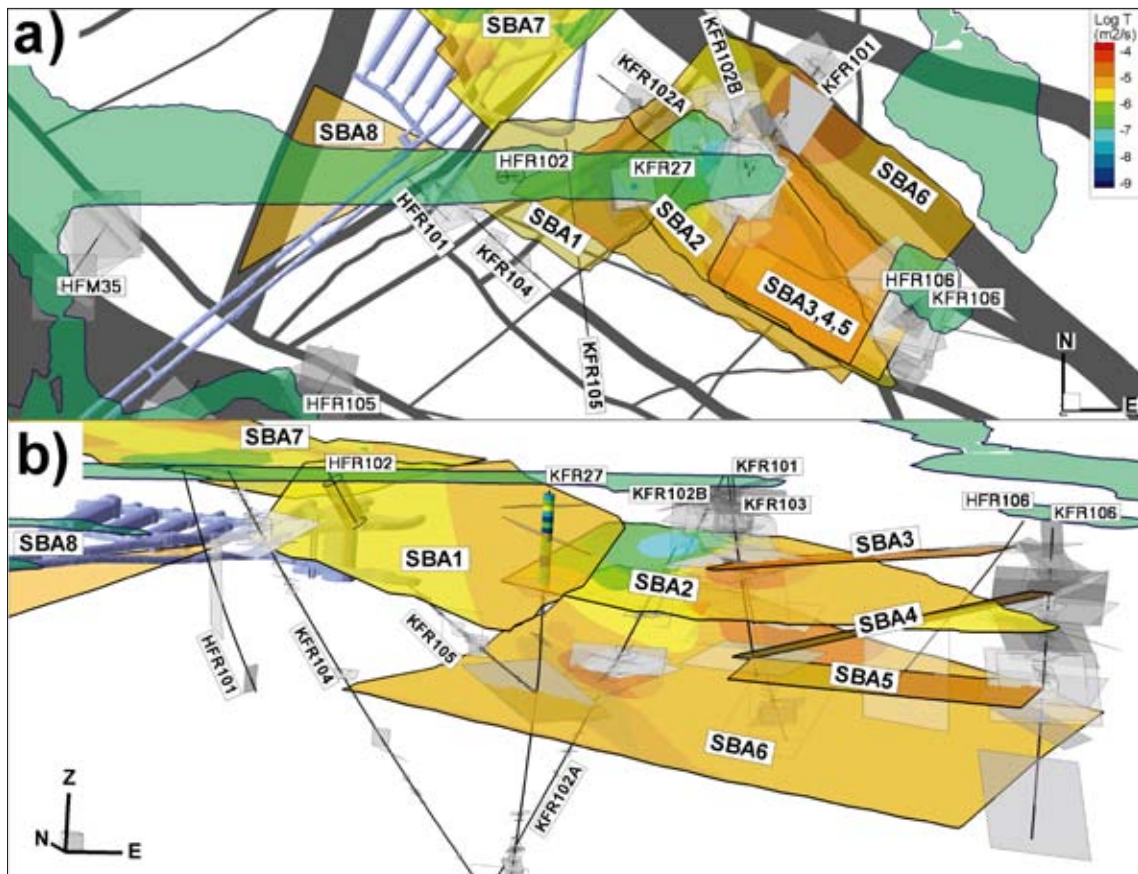 a)
SBA7
KFR102B
KFR101
Log T
(m2/s)
-4
-5
-6
-7
-8
-9
KFR102A
SBA8
HFR102
KFR27
SBA6
HFR101
SBA1
SBA2
KFR104
HFM35
HFR106
KFR106
SBA3,4,5
KFR105
HFR105
N
E
b)
SBA7
HFR102
KFR27
KFR101
KFR102B
KFR103
HFR106
KFR106
SBA8
SBA1
SBA3
SBA2
SBA4
HFR101
KFR104
KFR105
SBA5
SBA6
KFR102A
Z
N
E